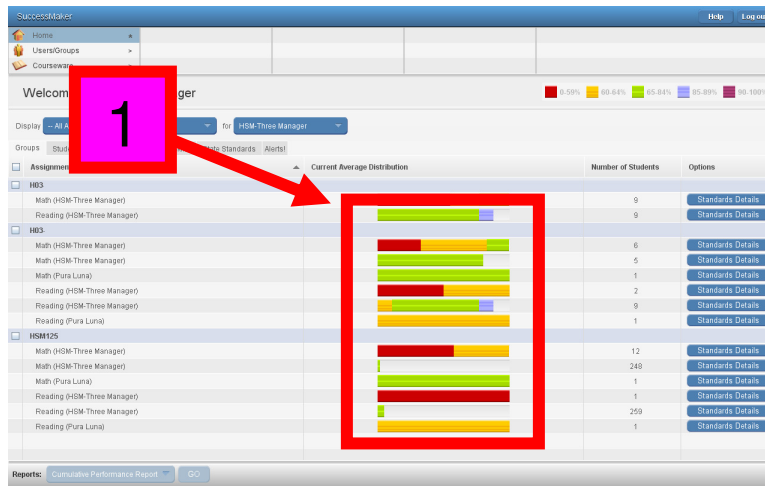 SuccessMaker Help Log ou
Home
Users/Groups >
Courseware >
Welcom ger 0-59% 60-64% 65-84% 85-89% 90-100%
1
Display -- All A for HSM-Three Manager
Groups Stude State Standards Alerts!
Assignmen Current Average Distribution Number of Students Options
H03-
Math (HSM-Three Manager) 9 Standards Details
Reading (HSM-Three Manager) 9 Standards Details
H03-
Math (HSM-Three Manager) 6 Standards Details
Math (HSM-Three Manager) 5 Standards Details
Math (Pura Luna) 1 Standards Details
Reading (HSM-Three Manager) 2 Standards Details
Reading (HSM-Three Manager) 9 Standards Details
Reading (Pura Luna) 1 Standards Details
HSM125
Math (HSM-Three Manager) 12 Standards Details
Math (HSM-Three Manager) 248 Standards Details
Math (Pura Luna) 1 Standards Details
Reading (HSM-Three Manager) 1 Standards Details
Reading (HSM-Three Manager) 259 Standards Details
Reading (Pura Luna) 1 Standards Details
Reports: Cumulative Performance Report GO